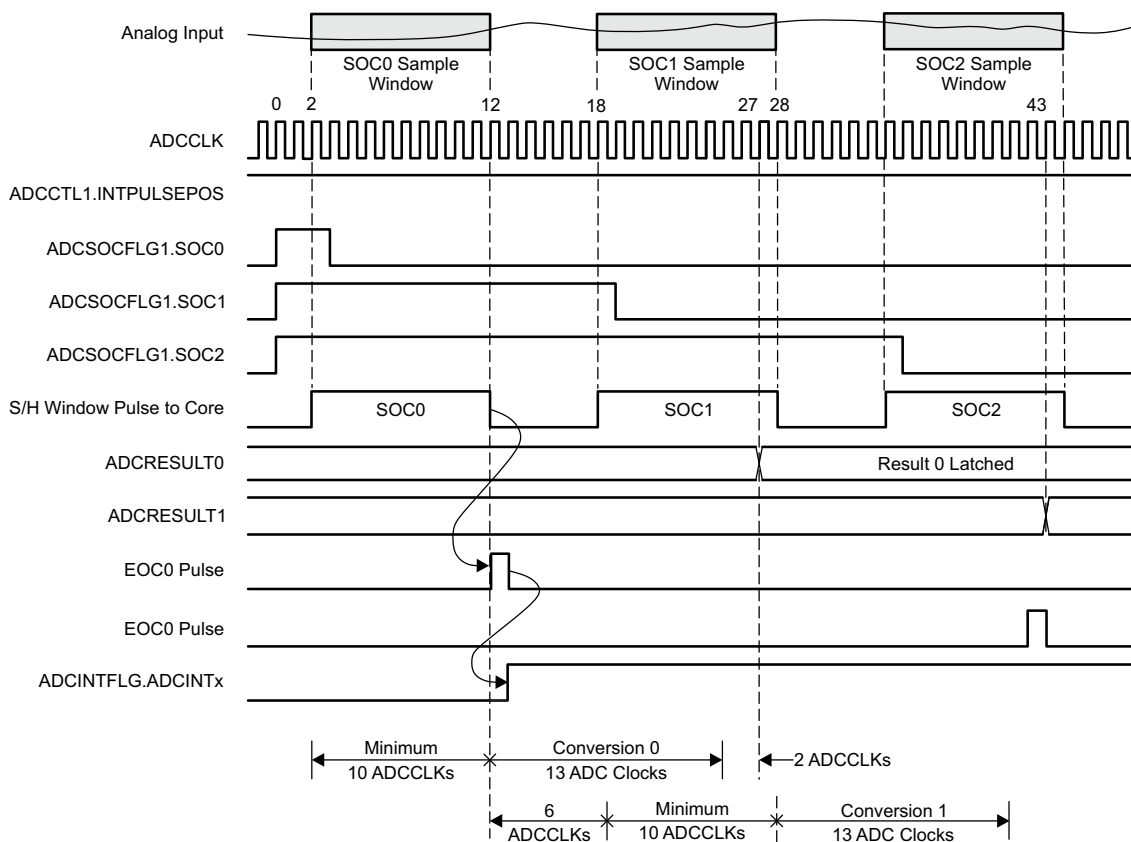 Analog Input
SOC0 Sample
Window
SOC1 Sample
Window
SOC2 Sample
Window
0 2 12 18 27 28 43
ADCCLK
ADCCTL1.INTPULSEPOS
ADCSOCFLG1.SOC0
ADCSOCFLG1.SOC1
ADCSOCFLG1.SOC2
S/H Window Pulse to Core
SOC0 SOC1 SOC2
ADCRESULT0
Result 0 Latched
ADCRESULT1
EOC0 Pulse
EOC0 Pulse
ADCINTFLG.ADCINTx
Minimum
10 ADCCLKs
Conversion 0
13 ADC Clocks
2 ADCCLKs
6
ADCCLKs
Minimum
10 ADCCLKs
Conversion 1
13 ADC Clocks